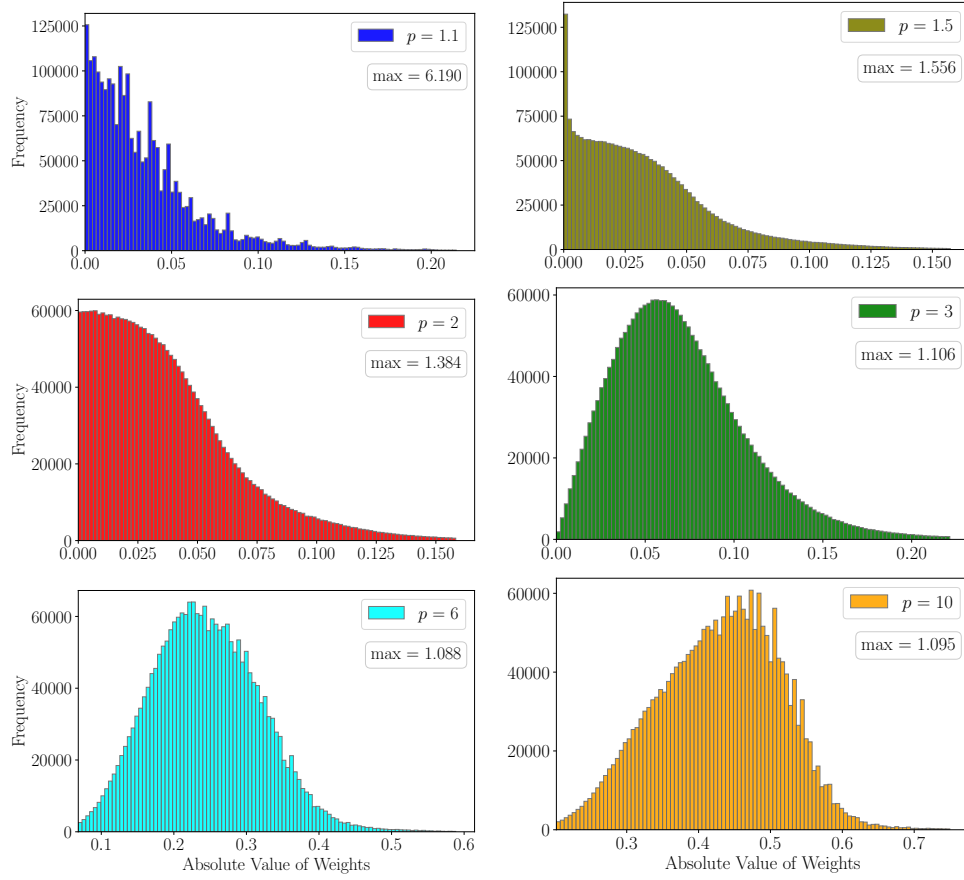 125000
100000
75000
50000
25000
0
Frequency
0.00 0.05 0.10 0.15 0.20
p = 1.1
max = 6.190
125000
100000
75000
50000
25000
0
0.000 0.025 0.050 0.075 0.100 0.125 0.150
p = 1.5
max = 1.556
60000
40000
20000
0
Frequency
0.000 0.025 0.050 0.075 0.100 0.125 0.150
p = 2
max = 1.384
60000
40000
20000
0
0.00 0.05 0.10 0.15 0.20
p = 3
max = 1.106
60000
40000
20000
0
Frequency
0.1 0.2 0.3 0.4 0.5 0.6
Absolute Value of Weights
p = 6
max = 1.088
60000
40000
20000
0
0.3 0.4 0.5 0.6 0.7
Absolute Value of Weights
p = 10
max = 1.095